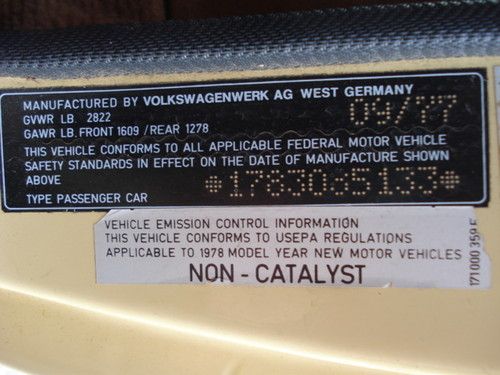 MANUFACTURED BY VOLKSWAGENWERK AG WEST GERMANY
GVWR LB. 2822 09/77
GAWR LB. FRONT 1609 / REAR 1278
THIS VEHICLE CONFORMS TO ALL APPLICABLE FEDERAL MOTOR VEHICLE
SAFETY STANDARDS IN EFFECT ON THE DATE OF MANUFACTURE SHOWN
ABOVE *1783035133*
TYPE PASSENGER CAR
VEHICLE EMISSION CONTROL INFORMATION
THIS VEHICLE CONFORMS TO USEPA REGULATIONS
APPLICABLE TO 1978 MODEL YEAR NEW MOTOR VEHICLES
NON - CATALYST
171 000 359 E